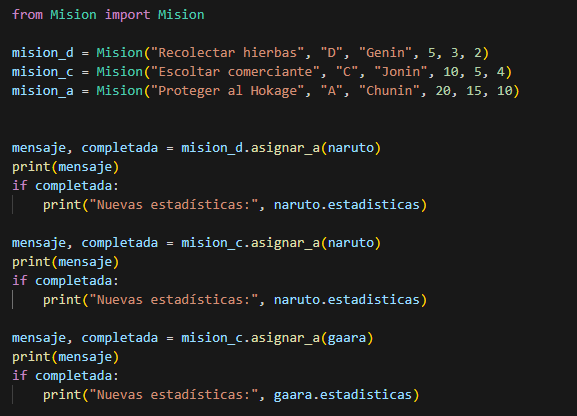 from Mision import Mision
mision_d = Mision("Recolectar hierbas", "D", "Genin", 5, 3, 2)
mision_c = Mision("Escoltar comerciante", "C", "Jonin", 10, 5, 4)
mision_a = Mision("Proteger al Hokage", "A", "Chunin", 20, 15, 10)
mensaje, completada = mision_d.asignar_a(naruto)
print(mensaje)
if completada:
    print("Nuevas estadísticas:", naruto.estadisticas)
mensaje, completada = mision_c.asignar_a(naruto)
print(mensaje)
if completada:
    print("Nuevas estadísticas:", naruto.estadisticas)
mensaje, completada = mision_c.asignar_a(gaara)
print(mensaje)
if completada:
    print("Nuevas estadísticas:", gaara.estadisticas)